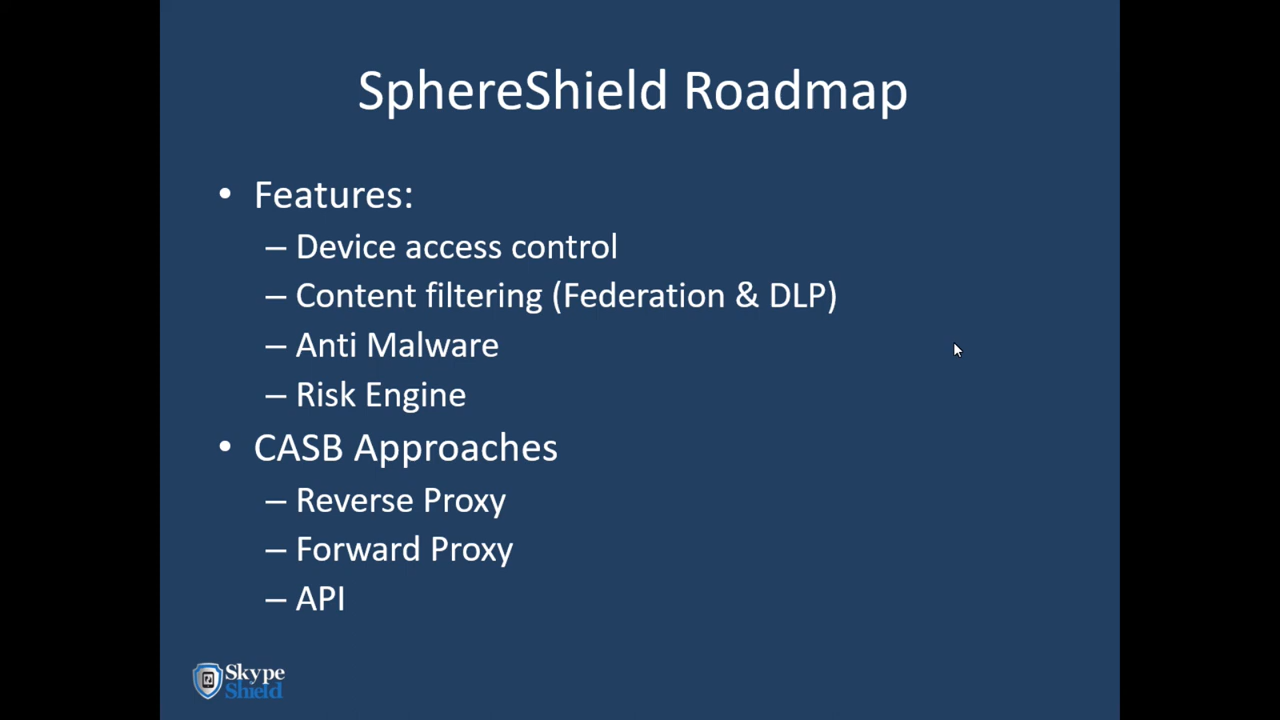 SphereShield Roadmap
• Features:
– Device access control
– Content filtering (Federation & DLP)
– Anti Malware
– Risk Engine
• CASB Approaches
– Reverse Proxy
– Forward Proxy
– API
Skype
Shield